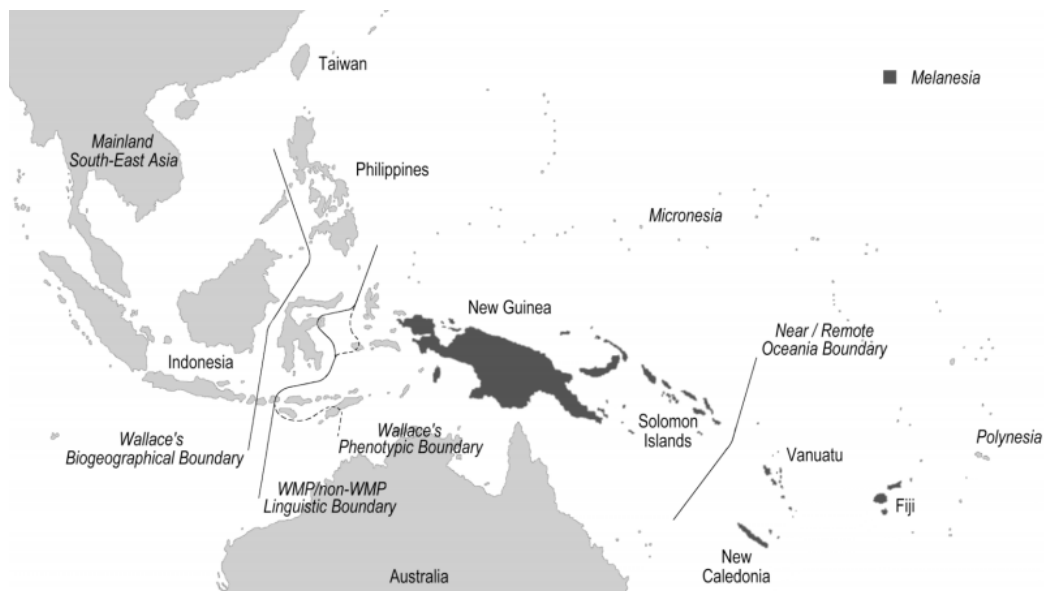 Taiwan
Melanesia
Mainland
South-East Asia
Philippines
Micronesia
New Guinea
Near / Remote
Oceania Boundary
Indonesia
Solomon
Islands
Wallace's
Biogeographical Boundary
Wallace's
Phenotypic Boundary
Polynesia
Vanuatu
WMP/non-WMP
Linguistic Boundary
Fiji
New
Caledonia
Australia